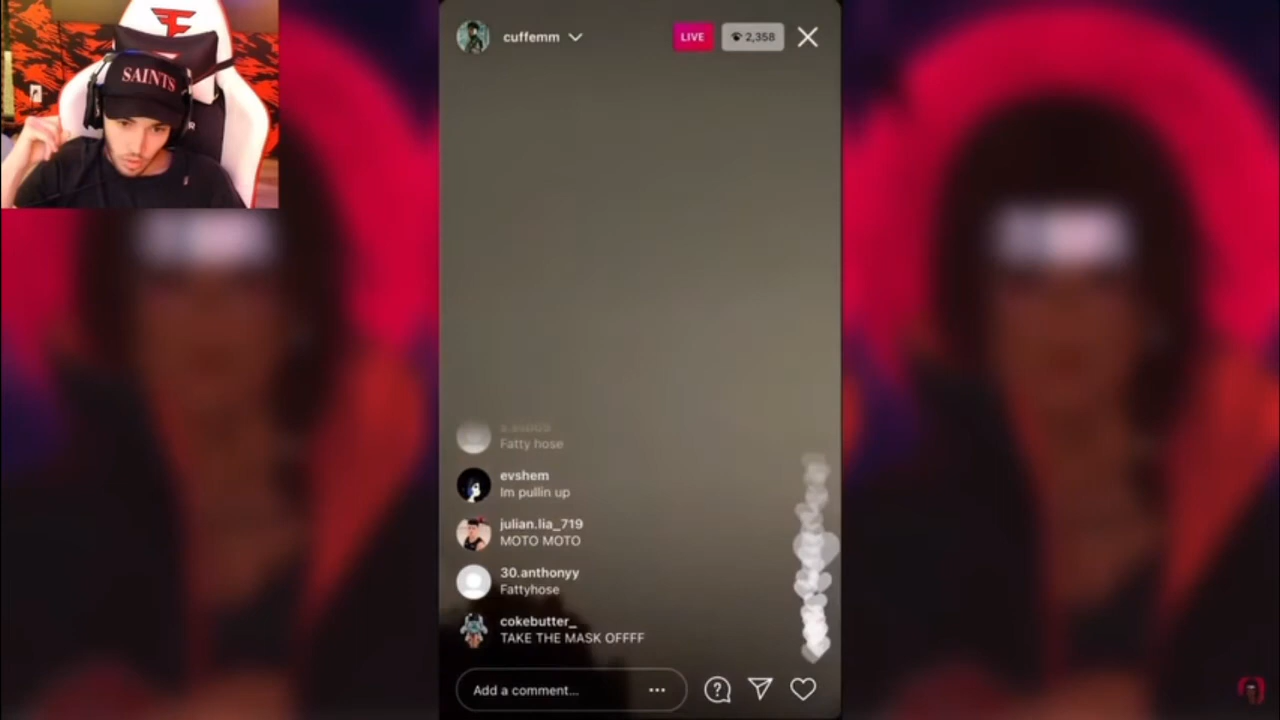 SAINTS
cuffemm
LIVE
2,358
Fatty hose
evshem
Im pullin up
julian.lia_719
MOTO MOTO
30.anthonyy
Fattyhose
cokebutter_
TAKE THE MASK OFFFF
Add a comment...